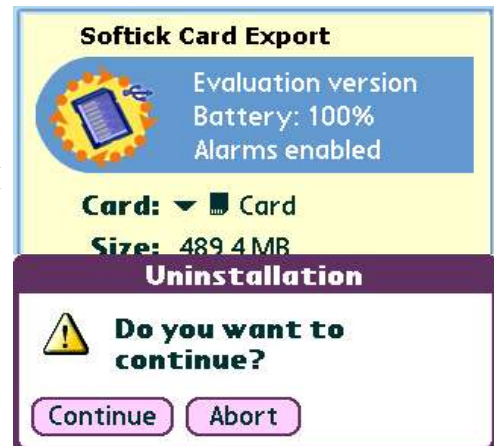 Softick Card Export
Evaluation version
Battery: 100%
Alarms enabled
Card: Card
Size: 489.4 MB
Uninstallation
Do you want to
continue?
Continue Abort